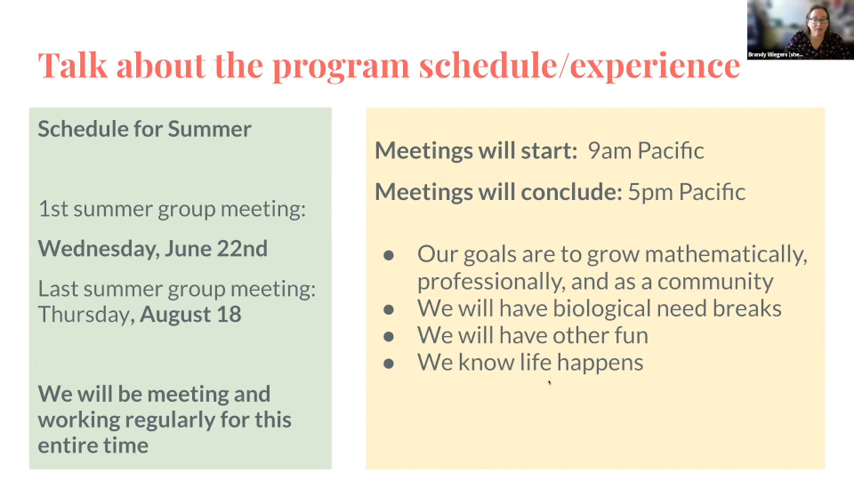 Talk about the program schedule/experience
Brandy Wiegers (she...
Schedule for Summer
1st summer group meeting:
Wednesday, June 22nd
Last summer group meeting:
Thursday, August 18
We will be meeting and
working regularly for this
entire time
Meetings will start: 9am Pacific
Meetings will conclude: 5pm Pacific
● Our goals are to grow mathematically,
professionally, and as a community
● We will have biological need breaks
● We will have other fun
● We know life happens